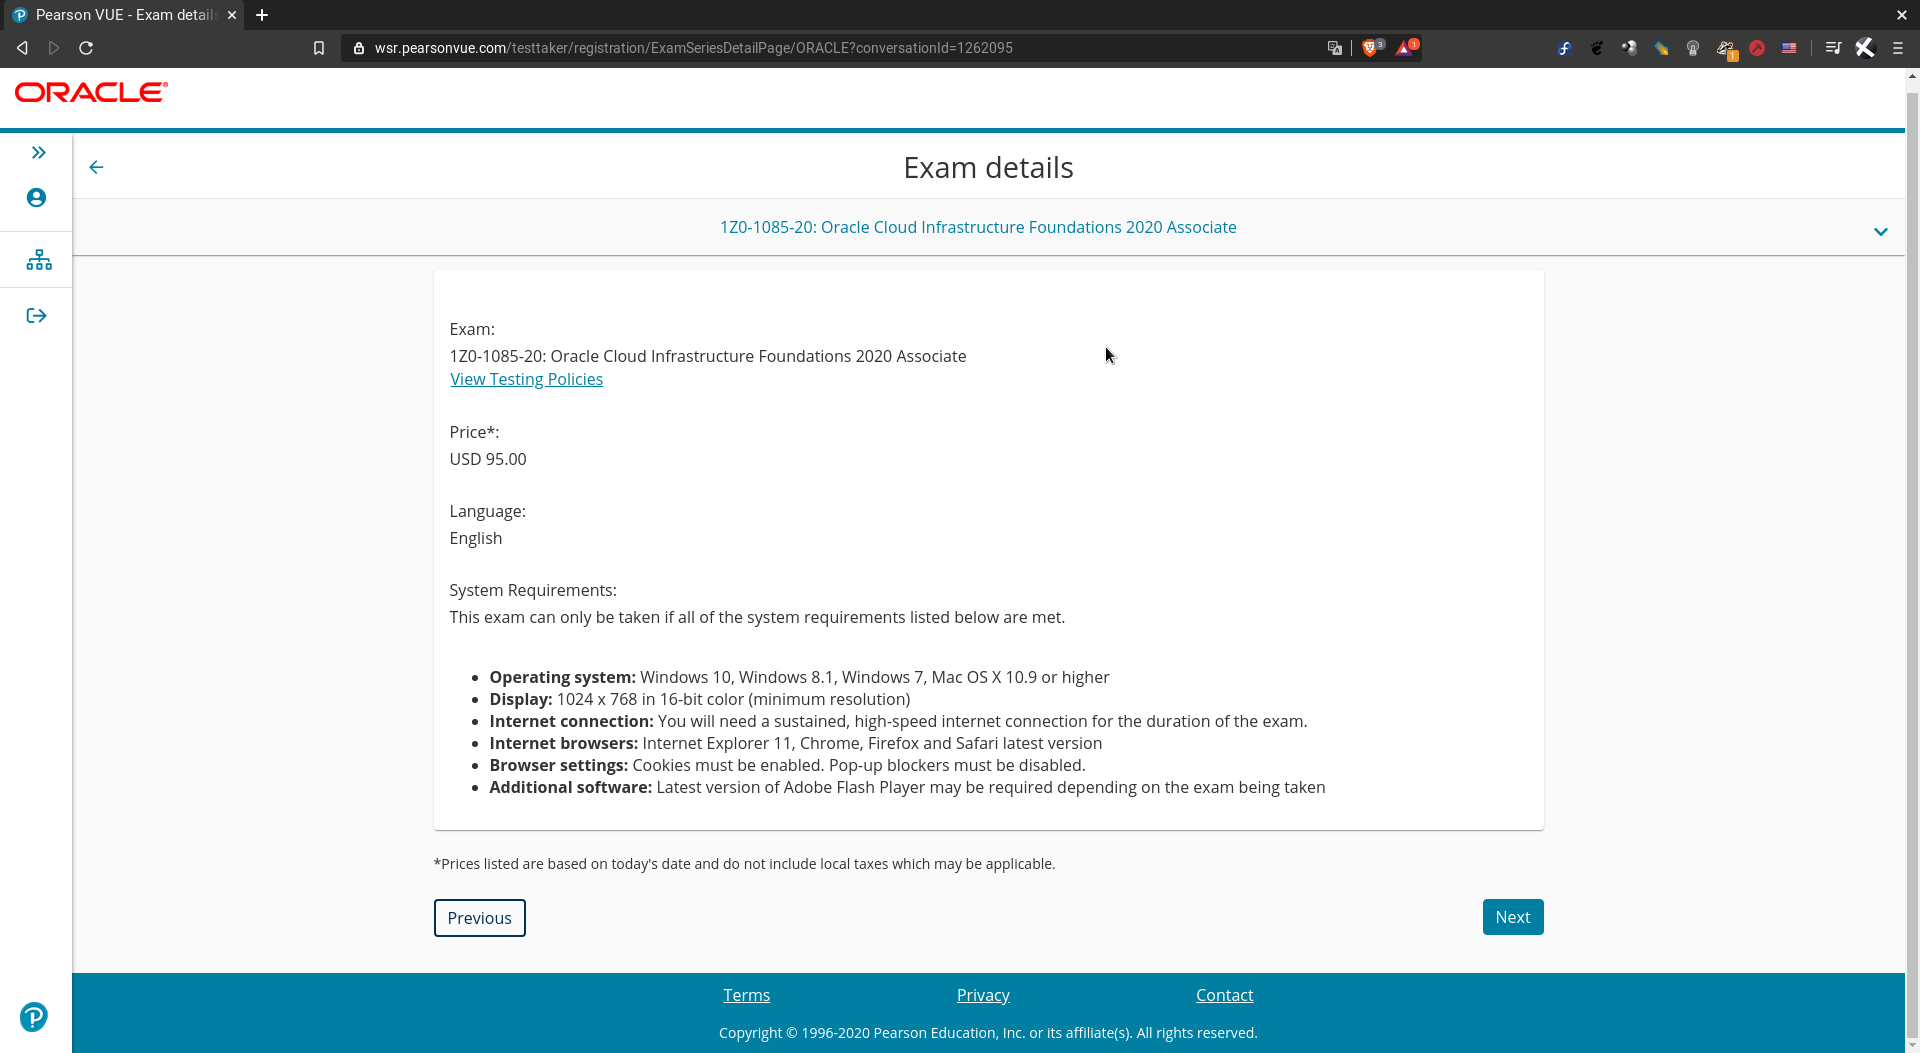 Pearson VUE - Exam details
wsr.pearsonvue.com/testtaker/registration/ExamSeriesDetailPage/ORACLE?conversationId=1262095
3
1
1
ORACLE®
Exam details
1Z0-1085-20: Oracle Cloud Infrastructure Foundations 2020 Associate
Exam:
1Z0-1085-20: Oracle Cloud Infrastructure Foundations 2020 Associate
View Testing Policies
Price*:
USD 95.00
Language:
English
System Requirements:
This exam can only be taken if all of the system requirements listed below are met.
• Operating system: Windows 10, Windows 8.1, Windows 7, Mac OS X 10.9 or higher
• Display: 1024 x 768 in 16-bit color (minimum resolution)
• Internet connection: You will need a sustained, high-speed internet connection for the duration of the exam.
• Internet browsers: Internet Explorer 11, Chrome, Firefox and Safari latest version
• Browser settings: Cookies must be enabled. Pop-up blockers must be disabled.
• Additional software: Latest version of Adobe Flash Player may be required depending on the exam being taken
*Prices listed are based on today's date and do not include local taxes which may be applicable.
Previous
Next
Terms
Privacy
Contact
Copyright © 1996-2020 Pearson Education, Inc. or its affiliate(s). All rights reserved.